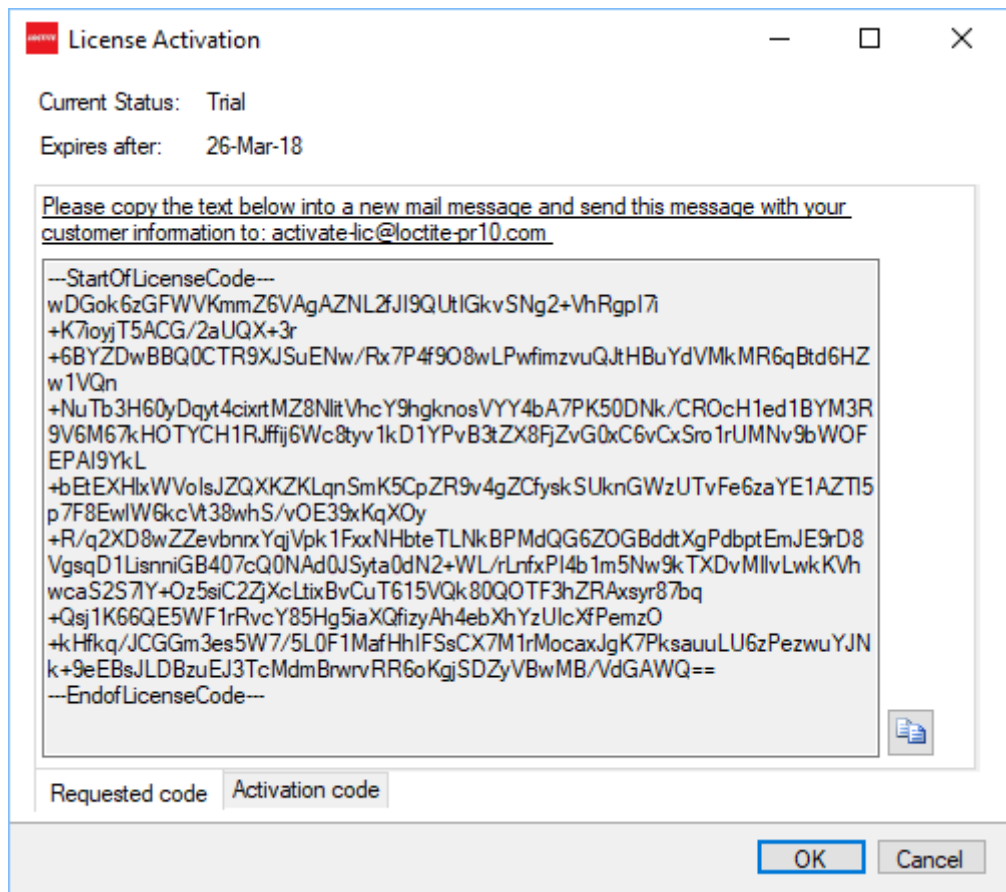 LOCTITE License Activation
Current Status: Trial
Expires after: 26-Mar-18
Please copy the text below into a new mail message and send this message with your
customer information to: activate-lic@loctite-pr10.com
---StartOfLicenseCode---
wDGok6zGFWVKmmZ6VAgAZNL2fJI9QUtIGkvSNg2+VhRgpI7i
+K7ioyjT5ACG/2aUQX+3r
+6BYZDwBBQ0CTR9XJSuENw/Rx7P4f9O8wLPwfimzvuQJtHBuYdVMkMR6qBtd6HZ
w1VQn
+NuTb3H60yDqyt4cixrtMZ8NlitVhcY9hgknosVYY4bA7PK50DNk/CROcH1ed1BYM3R
9V6M67kHOTYCH1RJffij6Wc8tyv1kD1YPvB3tZX8FjZvG0xC6vCxSro1rUMNv9bWOF
EPAI9YkL
+bEtEXHlxWVolsJZQXKZKLqnSmK5CpZR9v4gZCfyskSUknGWzUTvFe6zaYE1AZTl5
p7F8EwlW6kcVt38whS/vOE39xKqXOy
+R/q2XD8wZZevbnrxYqjVpk1FxxNHbteTLNkBPMdQG6ZOGBddtXgPdbptEmJE9rD8
VgsqD1LisnniGB407cQ0NAd0JSyta0dN2+WL/rLnfxPI4b1m5Nw9kTXDvMIlvLwkKVh
wcaS2S7lY+Oz5siC2ZjXcLtixBvCuT615VQk80QOTF3hZRAxsyr87bq
+Qsj1K66QE5WF1rRvcY85Hg5iaXQfizyAh4ebXhYzUIcXfPemzO
+kHfkq/JCGGm3es5W7/5L0F1MafHhIFSsCX7M1rMocaxJgK7PksauuLU6zPezwuYJN
k+9eEBsJLDBzuEJ3TcMdmBrwrvRR6oKgjSDZyVBwMB/VdGAWQ==
---EndofLicenseCode---
Requested code Activation code
OK Cancel